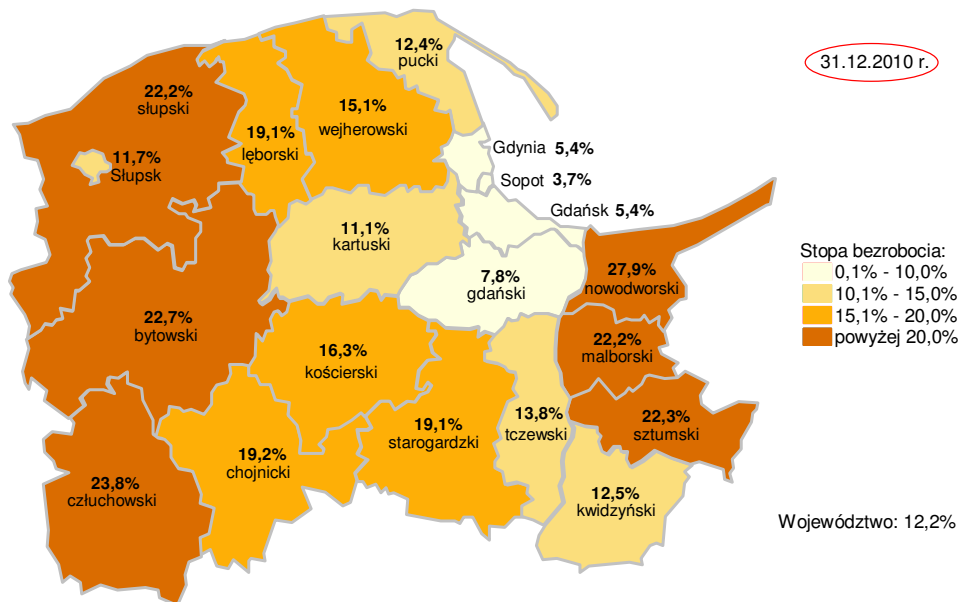 12,4%
pucki
31.12.2010 r.
22,2%
słupski
15,1%
wejherowski
19,1%
lęborski
Gdynia 5,4%
11,7%
Słupsk
Sopot 3,7%
Gdańsk 5,4%
11,1%
kartuski
Stopa bezrobocia:
0,1% - 10,0%
10,1% - 15,0%
15,1% - 20,0%
powyżej 20,0%
7,8%
gdański
27,9%
nowodworski
22,7%
bytowski
22,2%
malborski
16,3%
kościerski
13,8%
tczewski
22,3%
sztumski
19,1%
starogardzki
19,2%
chojnicki
23,8%
człuchowski
12,5%
kwidzyński
Województwo: 12,2%